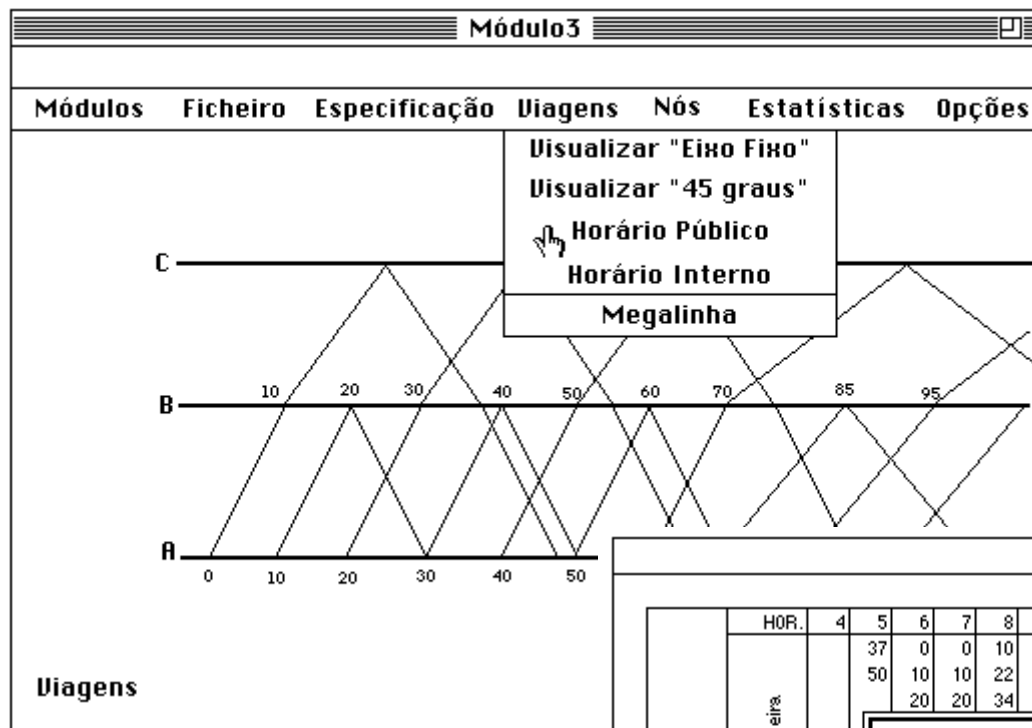 Módulo3
Módulos Ficheiro Especificação Viagens Nós Estatísticas Opções
Visualizar "Eixo Fixo"
Visualizar "45 graus"
Horário Público
Horário Interno
Megalinha
C
10 20 30 40 50 60 70 85 95
B
A
0 10 20 30 40 50
HOR. 4 5 6 7 8
37 0 0 10
50 10 10 22
20 20 34
eira
Viagens